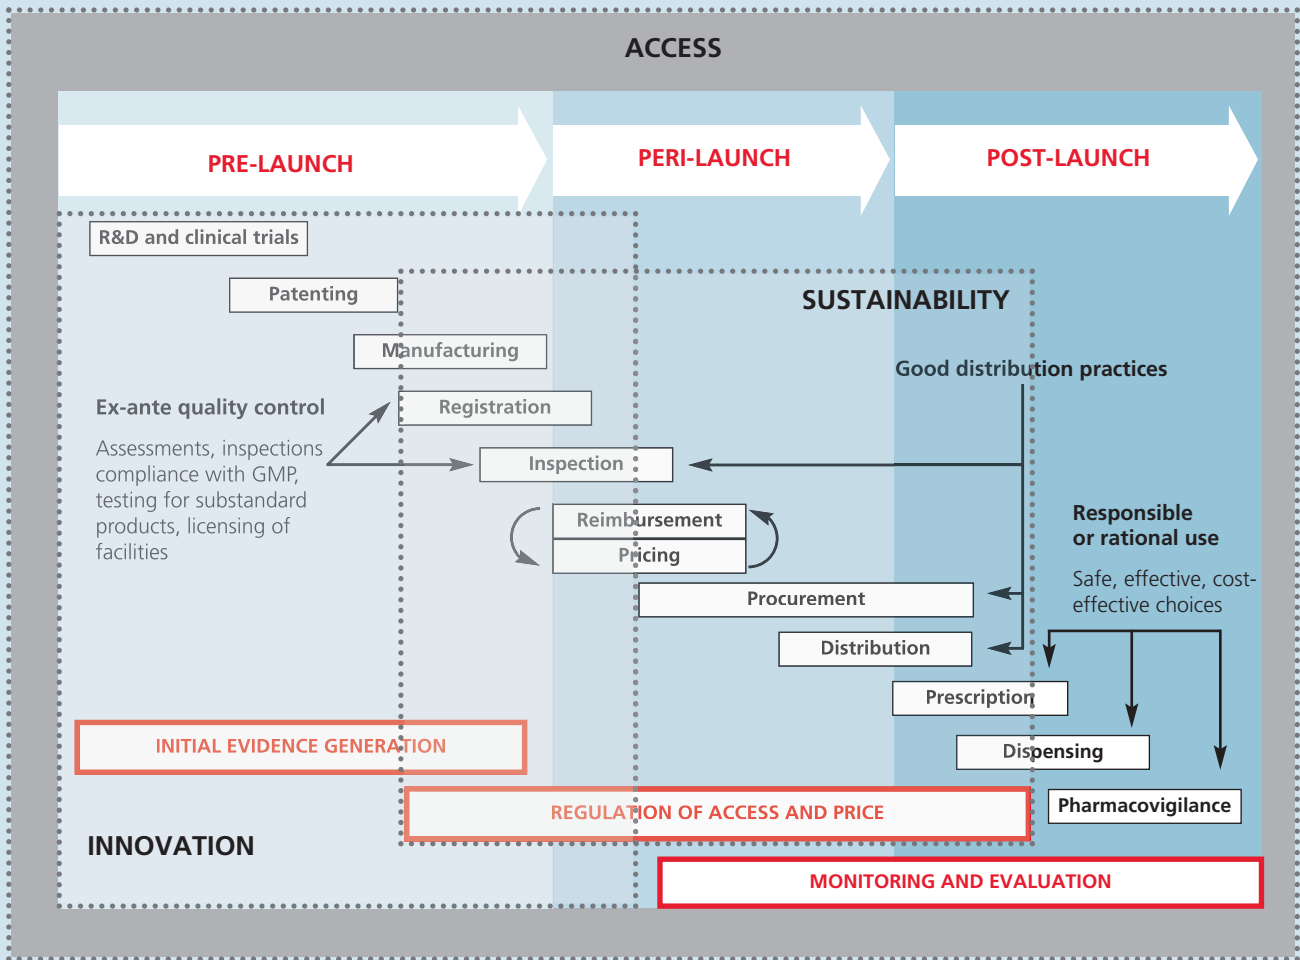 ACCESS
PRE-LAUNCH
PERI-LAUNCH
POST-LAUNCH
R&D and clinical trials
Patenting
SUSTAINABILITY
Manufacturing
Good distribution practices
Ex-ante quality control
Registration
Assessments, inspections
compliance with GMP,
testing for substandard
products, licensing of
facilities
Inspection
Reimbursement
Pricing
Responsible
or rational use
Safe, effective, cost-
effective choices
Procurement
Distribution
Prescription
Dispensing
Pharmacovigilance
INITIAL EVIDENCE GENERATION
REGULATION OF ACCESS AND PRICE
INNOVATION
MONITORING AND EVALUATION